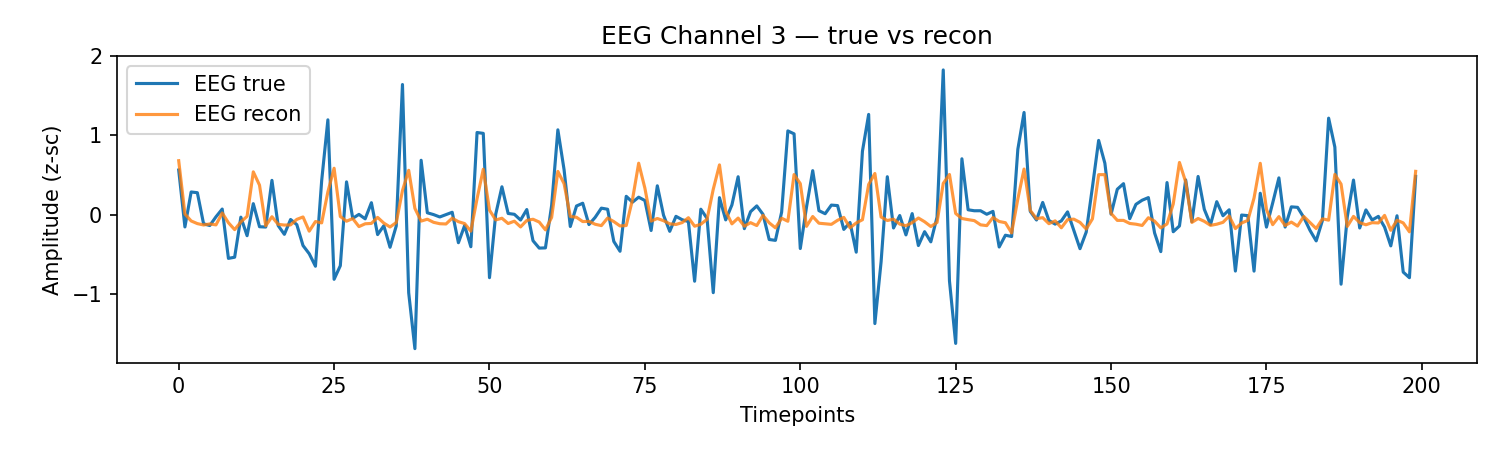 EEG Channel 3 — true vs recon
EEG true
EEG recon
Amplitude (z-sc)
2
1
0
−1
0 25 50 75 100 125 150 175 200
Timepoints